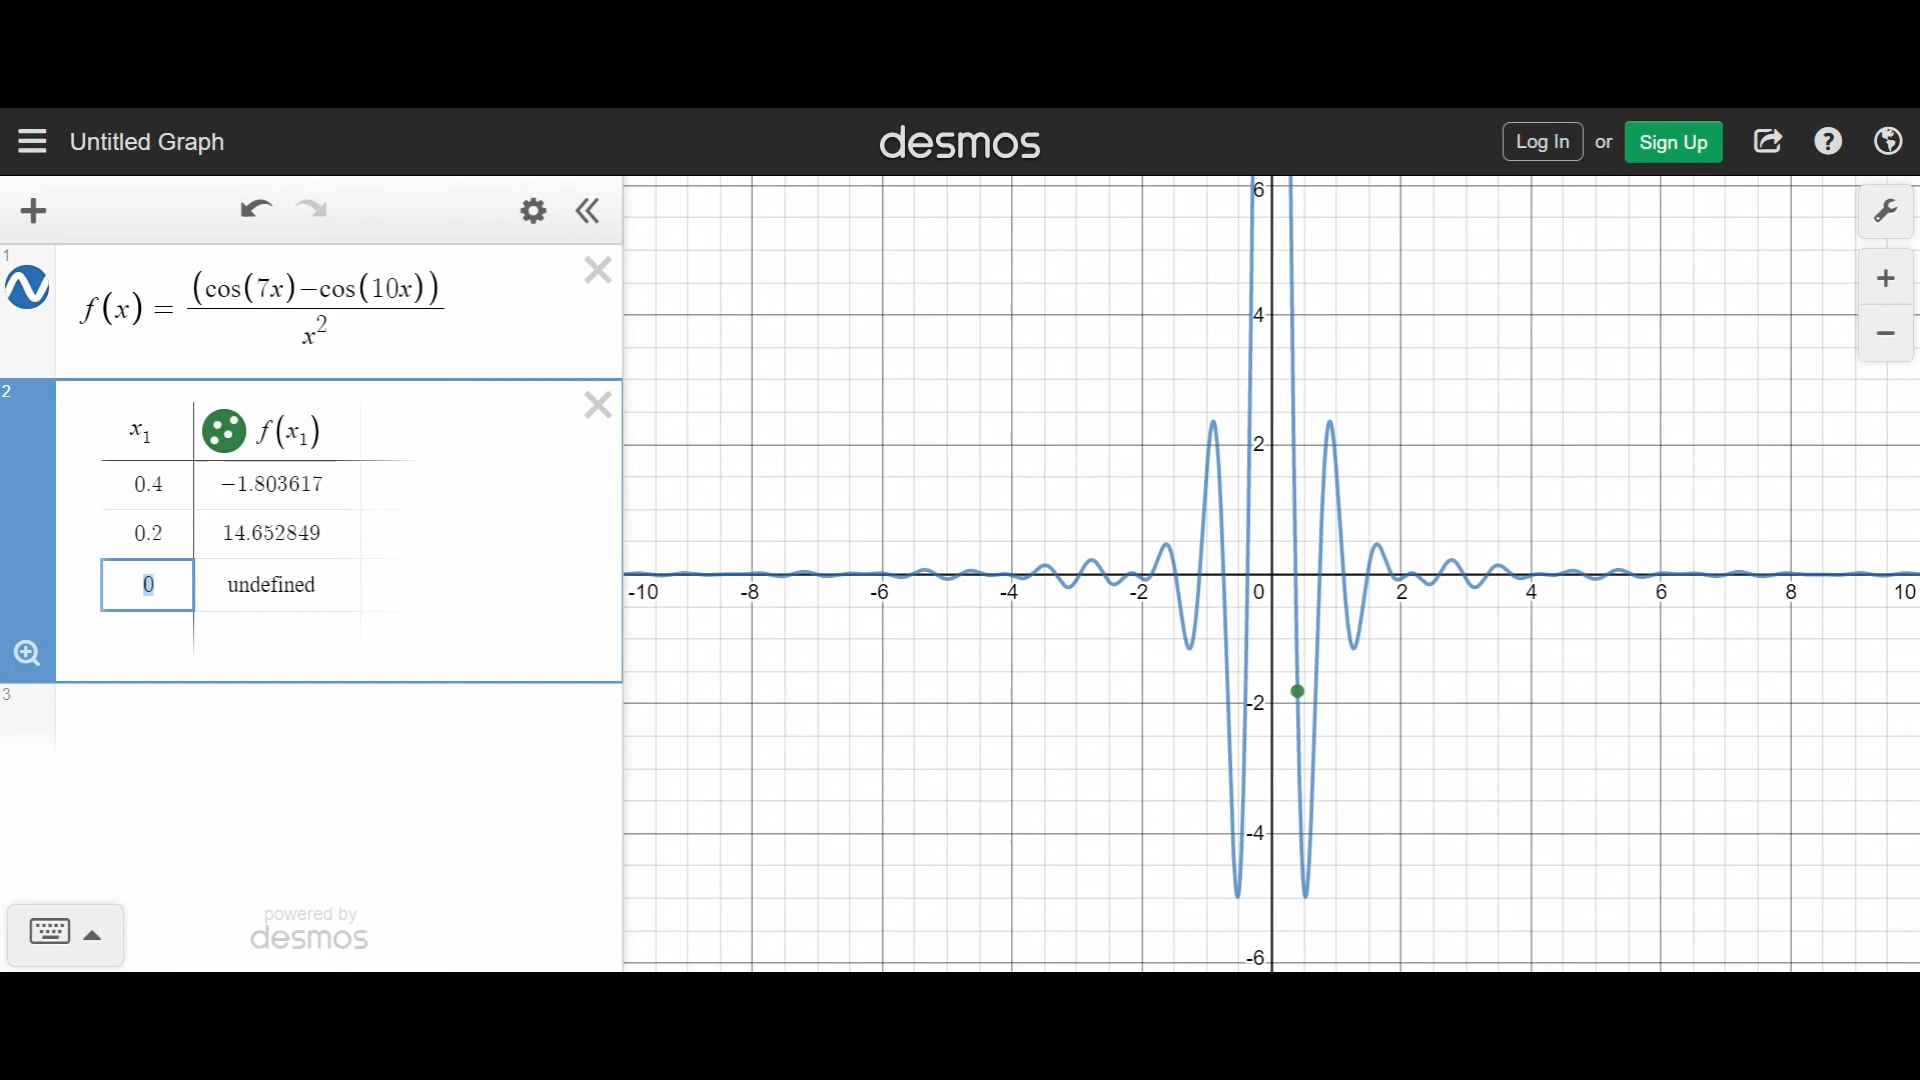 Untitled Graph
desmos
Log In or Sign Up
1
f(x) = (cos(7x)−cos(10x)) / x²
2
x₁ f(x₁)
0.4 −1.803617
0.2 14.652849
0 undefined
3
powered by
desmos
6
4
2
-10 -8 -6 -4 -2 0 2 4 6 8 10
-2
-4
-6